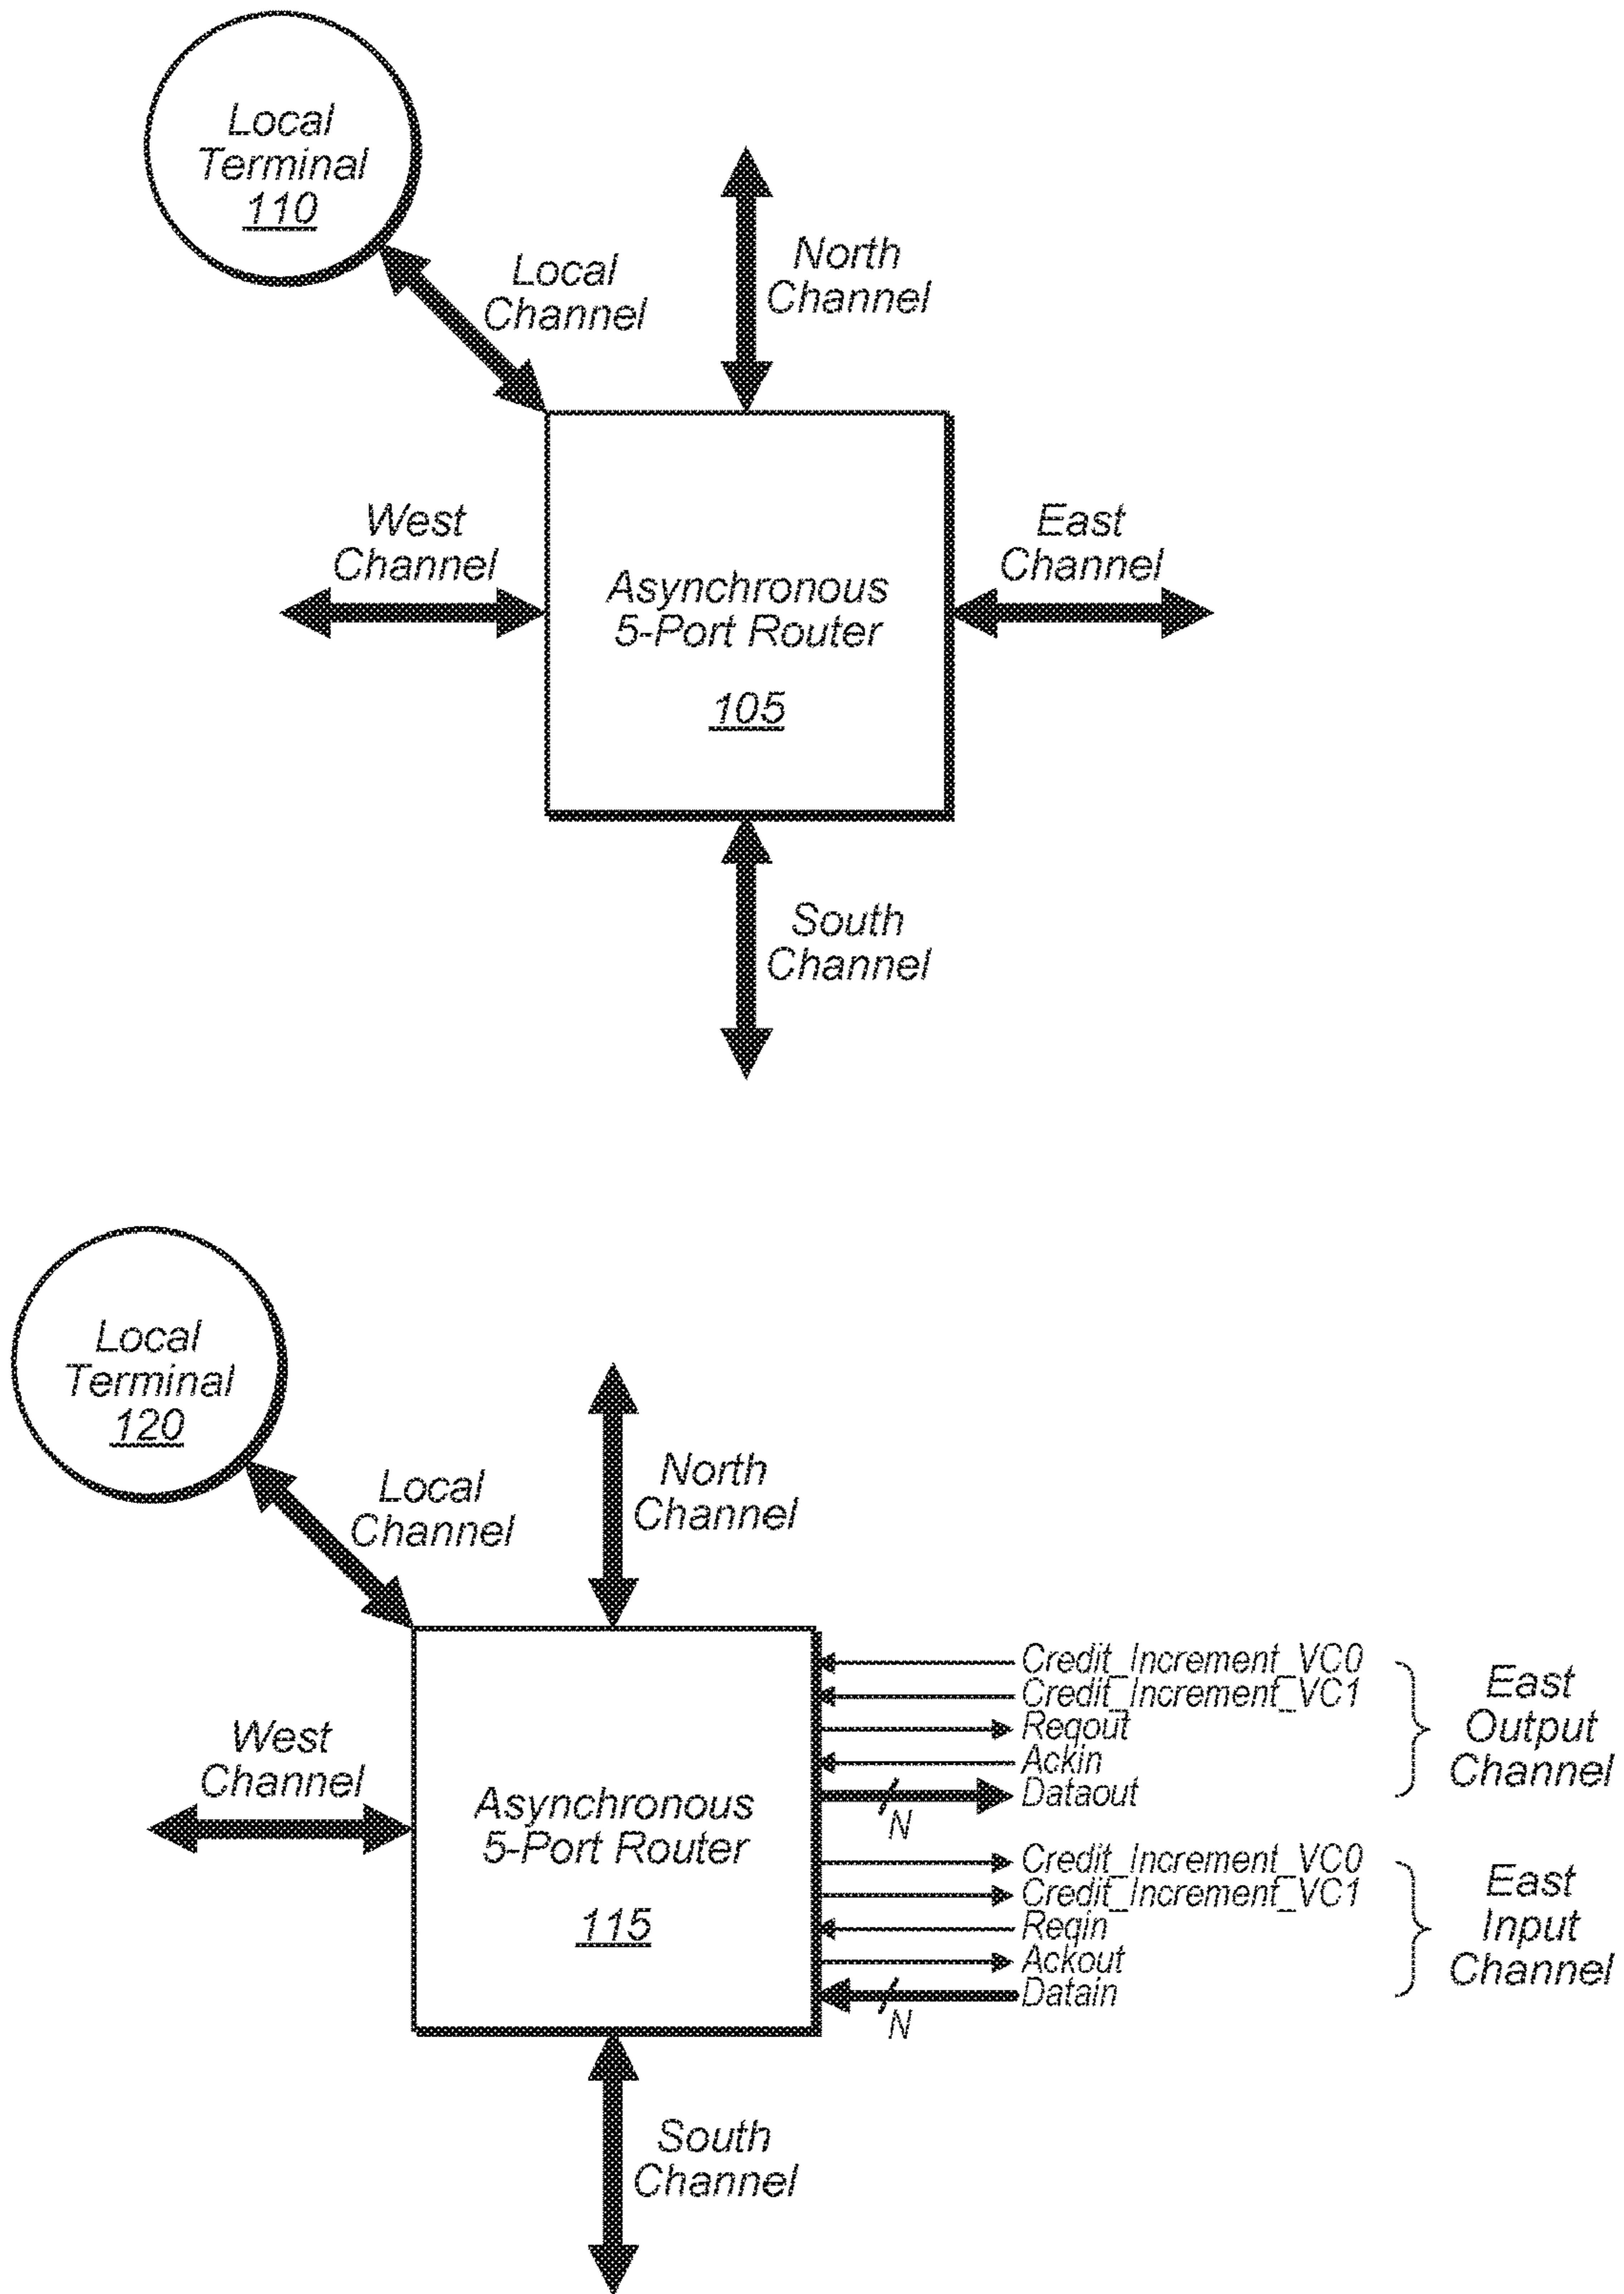 Local
Terminal
110
Local
Channel
North
Channel
West
Channel
East
Channel
Asynchronous
5-Port Router
105
South
Channel
Local
Terminal
120
Local
Channel
North
Channel
West
Channel
Asynchronous
5-Port Router
115
Credit_Increment_VC0
Credit_Increment_VC1
Reqout
Ackin
Dataout
N
East
Output
Channel
Credit_Increment_VC0
Credit_Increment_VC1
Reqin
Ackout
Datain
N
East
Input
Channel
South
Channel